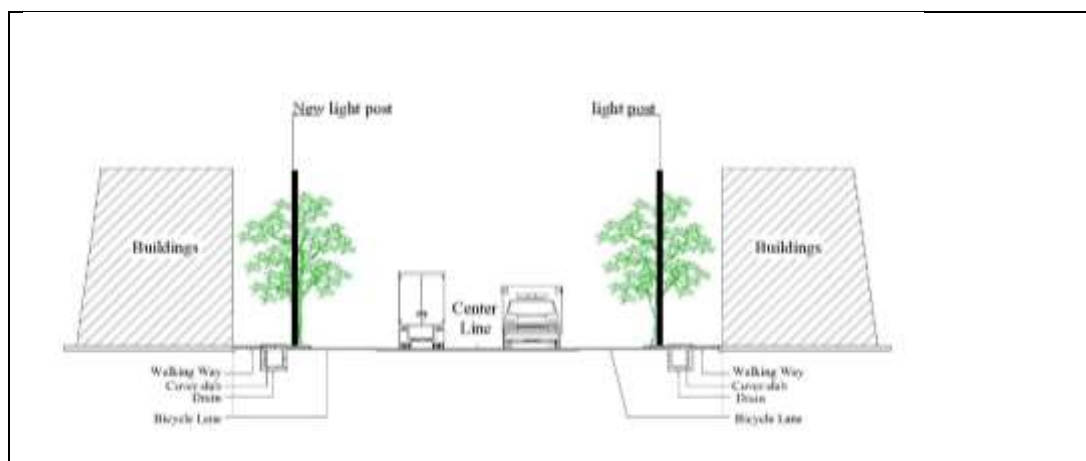 New light post
light post
Buildings
Buildings
Center
Line
Walking Way
Cover slab
Drain
Bicycle Lane
Walking Way
Cover slab
Drain
Bicycle Lane